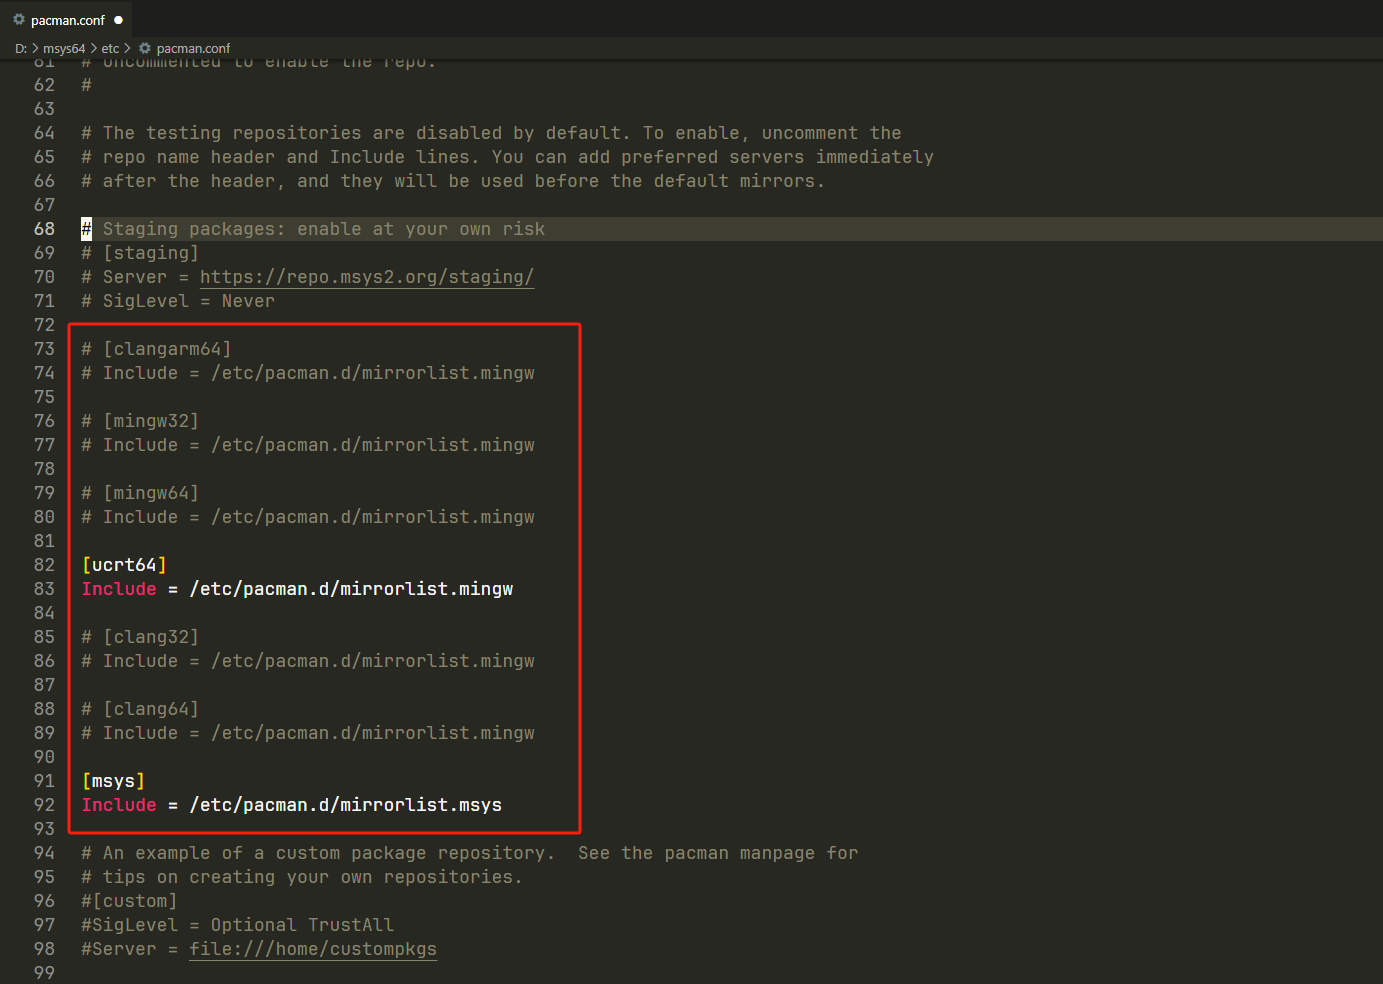 pacman.conf
D: > msys64 > etc > pacman.conf
61 # uncommented to enable the repo.
62 #
63
64 # The testing repositories are disabled by default. To enable, uncomment the
65 # repo name header and Include lines. You can add preferred servers immediately
66 # after the header, and they will be used before the default mirrors.
67
68 # Staging packages: enable at your own risk
69 # [staging]
70 # Server = https://repo.msys2.org/staging/
71 # SigLevel = Never
72
73 # [clangarm64]
74 # Include = /etc/pacman.d/mirrorlist.mingw
75
76 # [mingw32]
77 # Include = /etc/pacman.d/mirrorlist.mingw
78
79 # [mingw64]
80 # Include = /etc/pacman.d/mirrorlist.mingw
81
82 [ucrt64]
83 Include = /etc/pacman.d/mirrorlist.mingw
84
85 # [clang32]
86 # Include = /etc/pacman.d/mirrorlist.mingw
87
88 # [clang64]
89 # Include = /etc/pacman.d/mirrorlist.mingw
90
91 [msys]
92 Include = /etc/pacman.d/mirrorlist.msys
93
94 # An example of a custom package repository.  See the pacman manpage for
95 # tips on creating your own repositories.
96 #[custom]
97 #SigLevel = Optional TrustAll
98 #Server = file:///home/custompkgs
99